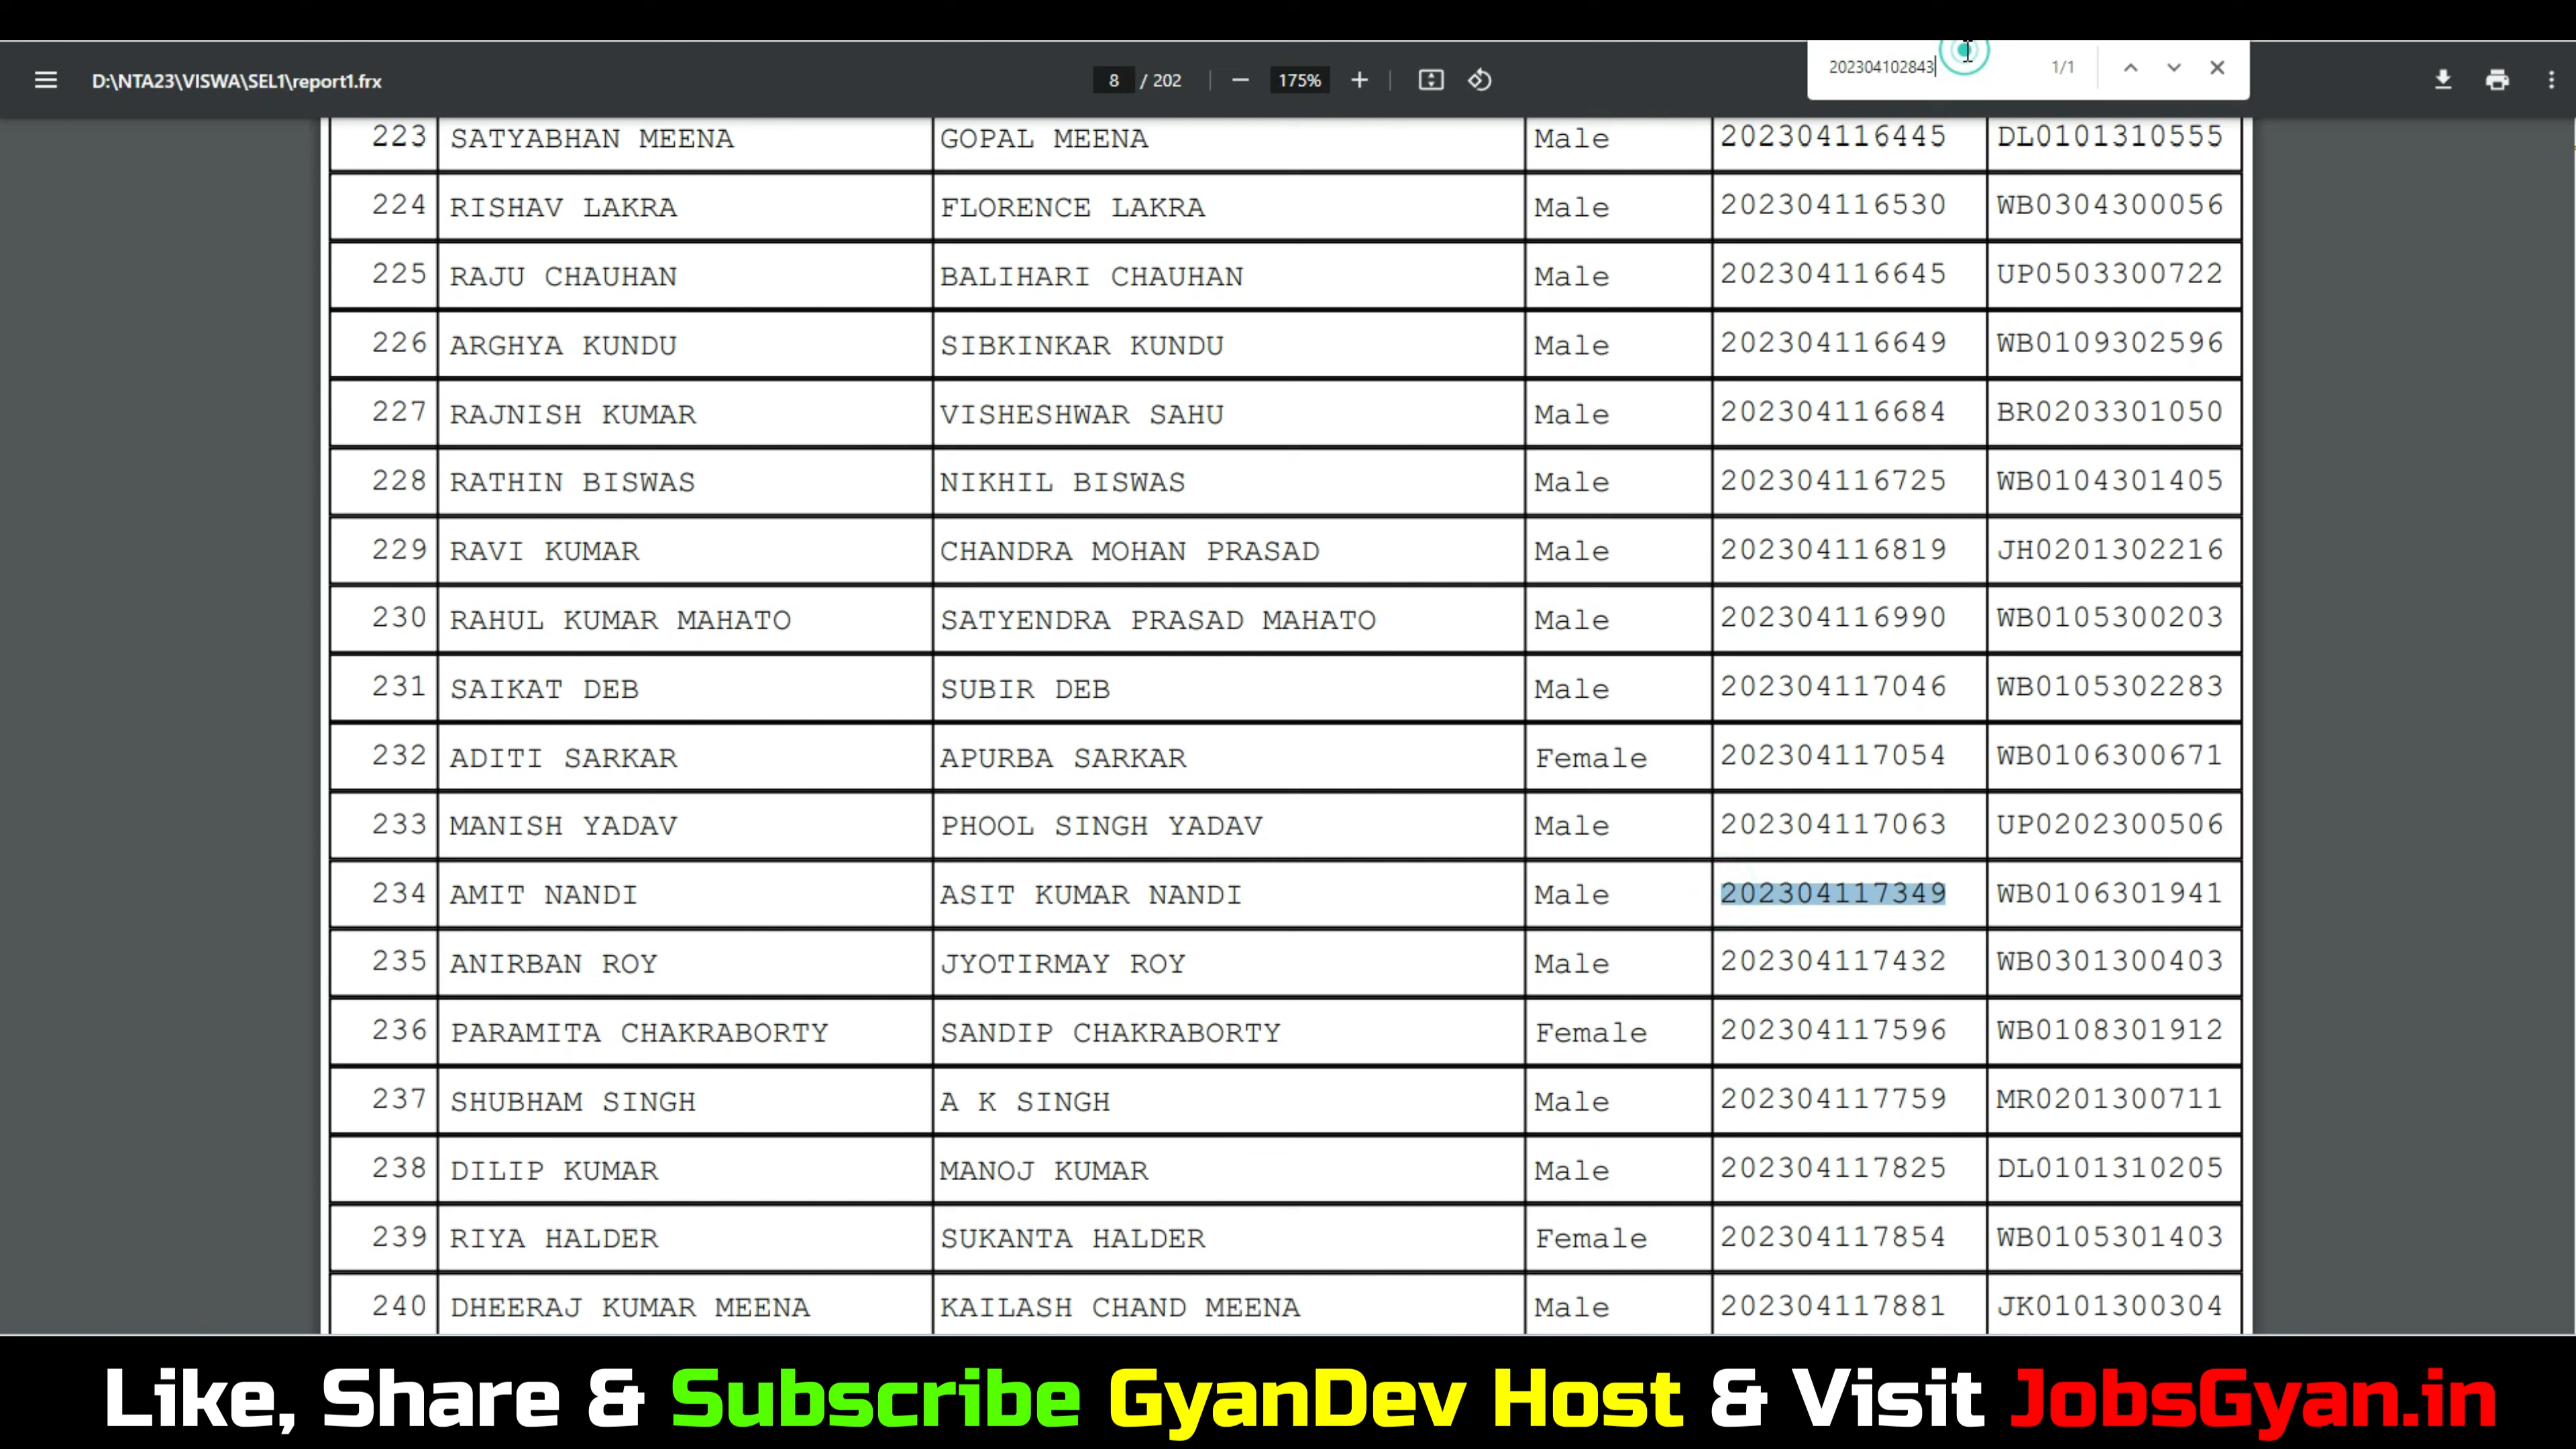 D:\NTA23\VISWA\SEL1\report1.frx 8 / 202 175% 202304102843 1/1
223 SATYABHAN MEENA GOPAL MEENA Male 202304116445 DL0101310555
224 RISHAV LAKRA FLORENCE LAKRA Male 202304116530 WB0304300056
225 RAJU CHAUHAN BALIHARI CHAUHAN Male 202304116645 UP0503300722
226 ARGHYA KUNDU SIBKINKAR KUNDU Male 202304116649 WB0109302596
227 RAJNISH KUMAR VISHESHWAR SAHU Male 202304116684 BR0203301050
228 RATHIN BISWAS NIKHIL BISWAS Male 202304116725 WB0104301405
229 RAVI KUMAR CHANDRA MOHAN PRASAD Male 202304116819 JH0201302216
230 RAHUL KUMAR MAHATO SATYENDRA PRASAD MAHATO Male 202304116990 WB0105300203
231 SAIKAT DEB SUBIR DEB Male 202304117046 WB0105302283
232 ADITI SARKAR APURBA SARKAR Female 202304117054 WB0106300671
233 MANISH YADAV PHOOL SINGH YADAV Male 202304117063 UP0202300506
234 AMIT NANDI ASIT KUMAR NANDI Male 202304117349 WB0106301941
235 ANIRBAN ROY JYOTIRMAY ROY Male 202304117432 WB0301300403
236 PARAMITA CHAKRABORTY SANDIP CHAKRABORTY Female 202304117596 WB0108301912
237 SHUBHAM SINGH A K SINGH Male 202304117759 MR0201300711
238 DILIP KUMAR MANOJ KUMAR Male 202304117825 DL0101310205
239 RIYA HALDER SUKANTA HALDER Female 202304117854 WB0105301403
240 DHEERAJ KUMAR MEENA KAILASH CHAND MEENA Male 202304117881 JK0101300304
Like, Share & Subscribe GyanDev Host & Visit JobsGyan.in